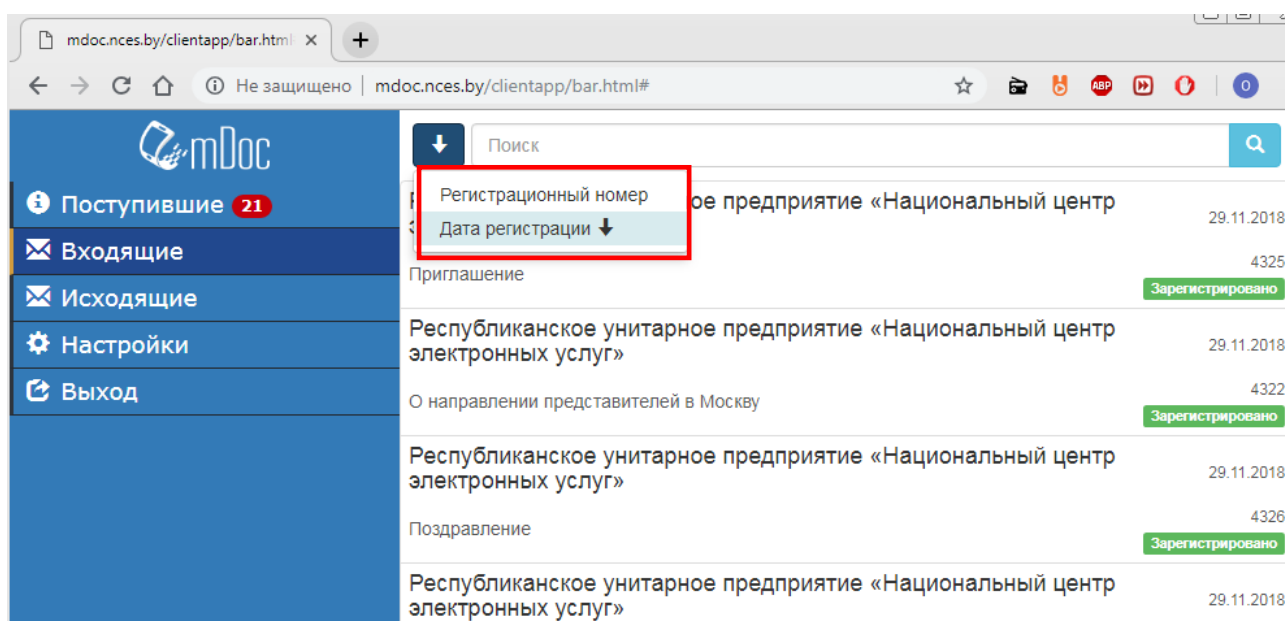 mdoc.nces.by/clientapp/bar.html
Не защищено | mdoc.nces.by/clientapp/bar.html#
ABP
O
mDoc
Поступившие 21
Входящие
Исходящие
Настройки
Выход
Поиск
Регистрационный номер
Дата регистрации
ое предприятие «Национальный центр
29.11.2018
Приглашение
4325
Зарегистрировано
Республиканское унитарное предприятие «Национальный центр
электронных услуг»
29.11.2018
О направлении представителей в Москву
4322
Зарегистрировано
Республиканское унитарное предприятие «Национальный центр
электронных услуг»
29.11.2018
Поздравление
4326
Зарегистрировано
Республиканское унитарное предприятие «Национальный центр
электронных услуг»
29.11.2018